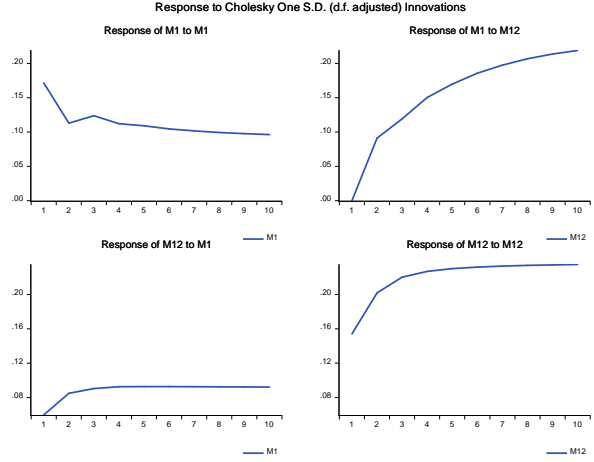 Response to Cholesky One S.D. (d.f. adjusted) Innovations
Response of M1 to M1
.20
.15
.10
.05
.00
1 2 3 4 5 6 7 8 9 10
M1
Response of M1 to M12
.20
.15
.10
.05
.00
1 2 3 4 5 6 7 8 9 10
M12
Response of M12 to M1
.20
.16
.12
.08
1 2 3 4 5 6 7 8 9 10
M1
Response of M12 to M12
.20
.16
.12
.08
1 2 3 4 5 6 7 8 9 10
M12